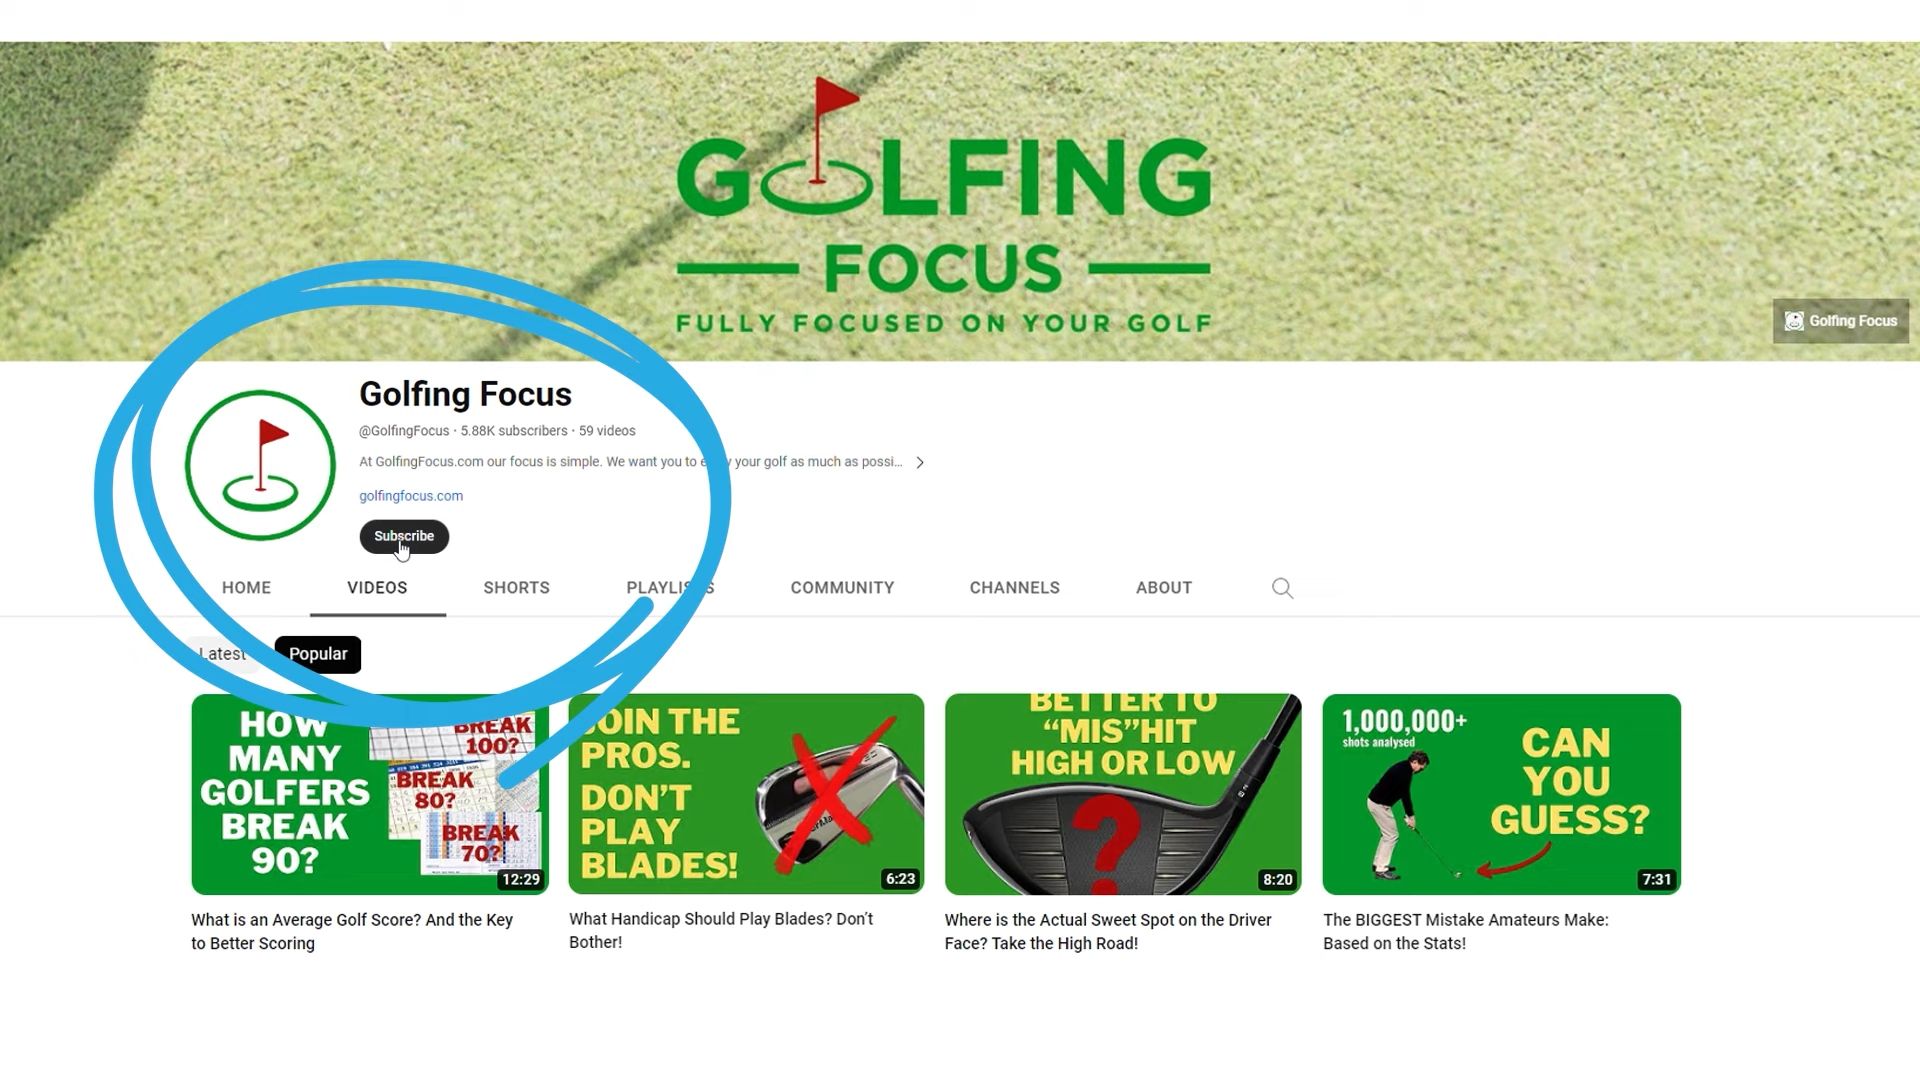 GOLFING
FOCUS
FULLY FOCUSED ON YOUR GOLF
Golfing Focus
Golfing Focus
@GolfingFocus · 5.88K subscribers · 59 videos
At GolfingFocus.com our focus is simple. We want you to your golf as much as possi...
golfingfocus.com
Subscribe
HOME VIDEOS SHORTS PLAYLISTS COMMUNITY CHANNELS ABOUT
Latest Popular
HOW
MANY
GOLFERS
BREAK
90?
BREAK
100?
BREAK
80?
BREAK
70?
12:29
JOIN THE
PROS.
DON'T
PLAY
BLADES!
6:23
BETTER TO
“MIS”HIT
HIGH OR LOW
8:20
1,000,000+
shots analysed
CAN
YOU
GUESS?
7:31
What is an Average Golf Score? And the Key
to Better Scoring
What Handicap Should Play Blades? Don't
Bother!
Where is the Actual Sweet Spot on the Driver
Face? Take the High Road!
The BIGGEST Mistake Amateurs Make:
Based on the Stats!